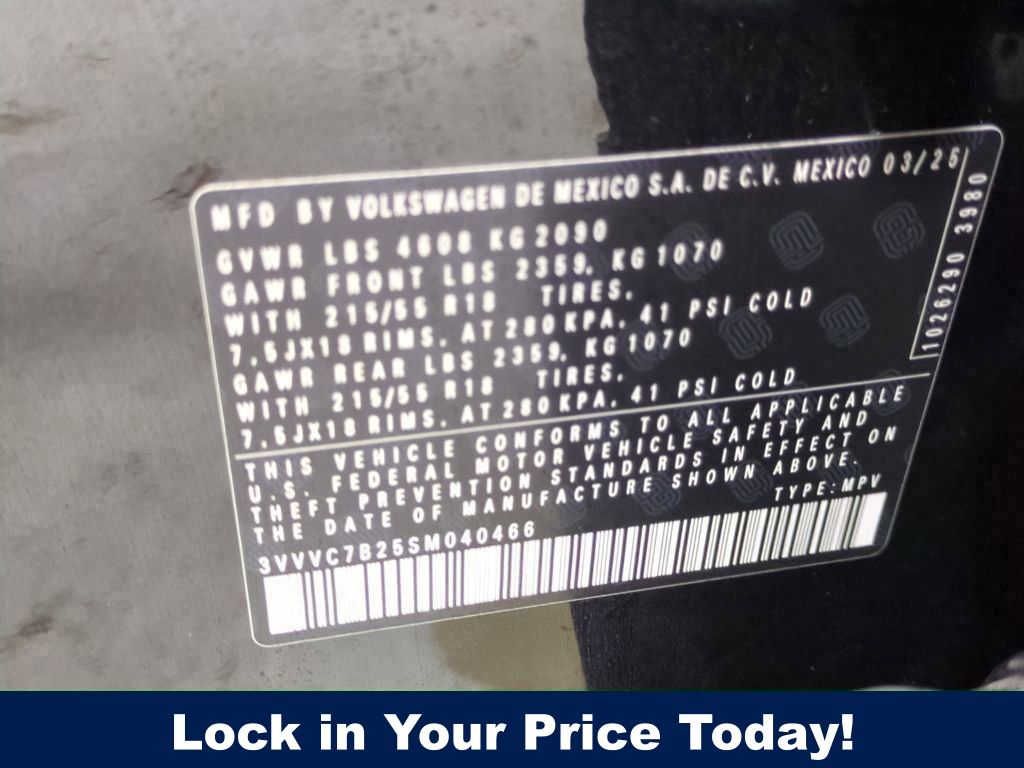 MFD BY VOLKSWAGEN DE MEXICO S.A. DE C.V. MEXICO 03/25
GVWR LBS 4608 KG 2090
GAWR FRONT LBS 2359, KG 1070
WITH 215/55 R18 TIRES.
7,5JX18 RIMS, AT 280 KPA, 41 PSI COLD
GAWR REAR LBS 2359, KG 1070
WITH 215/55 R18 TIRES.
7,5JX18 RIMS, AT 280 KPA, 41 PSI COLD
1026290 3980
THIS VEHICLE CONFORMS TO ALL APPLICABLE
U.S. FEDERAL MOTOR VEHICLE SAFETY AND
THEFT PREVENTION STANDARDS IN EFFECT ON
THE DATE OF MANUFACTURE SHOWN ABOVE.
TYPE:MPV
3VVVC7B25SM040466
Lock in Your Price Today!